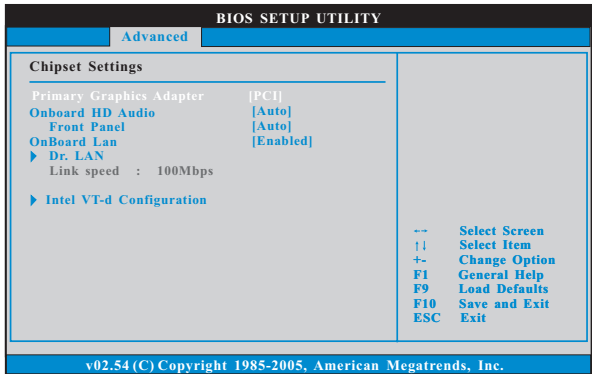 BIOS SETUP UTILITY
Advanced
Chipset Settings
Primary Graphics Adapter [PCI]
Onboard HD Audio [Auto]
Front Panel [Auto]
OnBoard Lan [Enabled]
Dr. LAN
Link speed : 100Mbps
Intel VT-d Configuration
←→ Select Screen
↑↓ Select Item
+- Change Option
F1 General Help
F9 Load Defaults
F10 Save and Exit
ESC Exit
v02.54 (C) Copyright 1985-2005, American Megatrends, Inc.